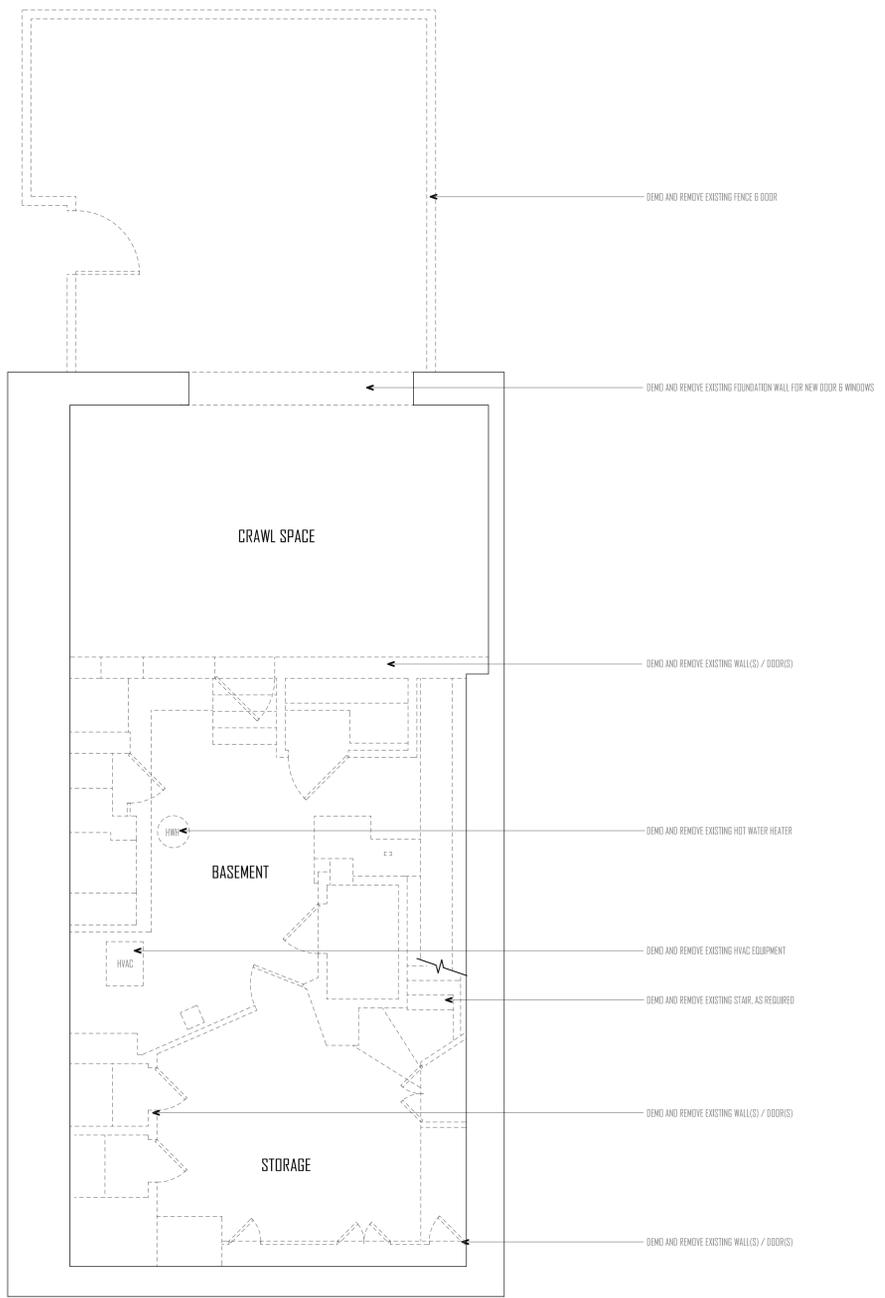 DEMO AND REMOVE EXISTING FENCE & DOOR
DEMO AND REMOVE EXISTING FOUNDATION WALL FOR NEW DOOR & WINDOWS
CRAWL SPACE
DEMO AND REMOVE EXISTING WALL(S) / DOOR(S)
HWH
DEMO AND REMOVE EXISTING HOT WATER HEATER
BASEMENT
DEMO AND REMOVE EXISTING HVAC EQUIPMENT
HVAC
DEMO AND REMOVE EXISTING STAIR, AS REQUIRED
DEMO AND REMOVE EXISTING WALL(S) / DOOR(S)
STORAGE
DEMO AND REMOVE EXISTING WALL(S) / DOOR(S)